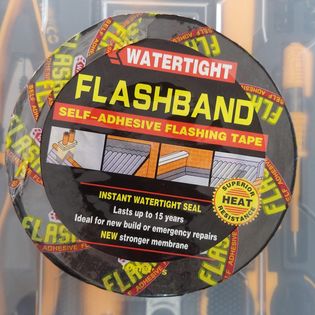 WATERTIGHT
FLASHBAND
SELF-ADHESIVE FLASHING TAPE
INSTANT WATERTIGHT SEAL
Lasts up to 15 years
Ideal for new build or emergency repairs
NEW stronger membrane
SUPERIOR
HEAT
RESISTANCE